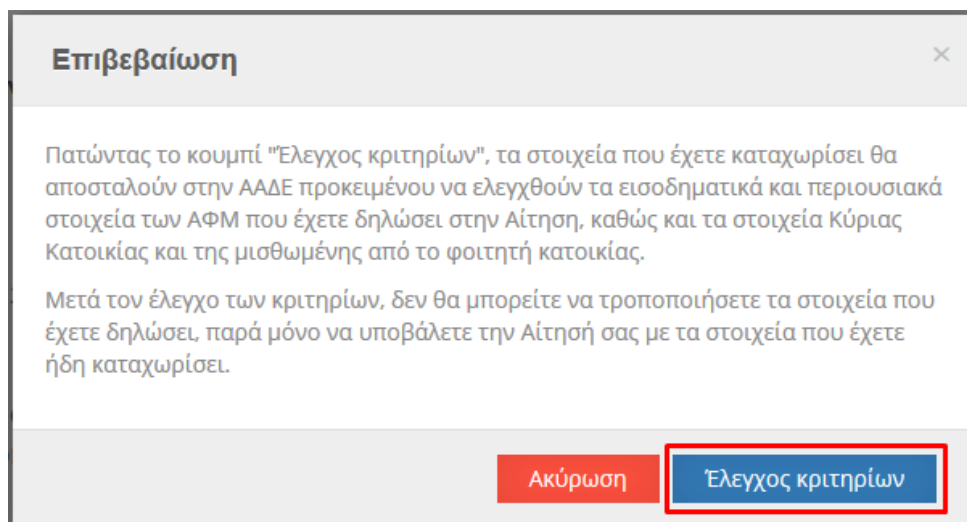 Επιβεβαίωση
×
Πατώντας το κουμπί "Έλεγχος κριτηρίων", τα στοιχεία που έχετε καταχωρίσει θα
αποσταλούν στην ΑΑΔΕ προκειμένου να ελεγχθούν τα εισοδηματικά και περιουσιακά
στοιχεία των ΑΦΜ που έχετε δηλώσει στην Αίτηση, καθώς και τα στοιχεία Κύριας
Κατοικίας και της μισθωμένης από το φοιτητή κατοικίας.
Μετά τον έλεγχο των κριτηρίων, δεν θα μπορείτε να τροποποιήσετε τα στοιχεία που
έχετε δηλώσει, παρά μόνο να υποβάλετε την Αίτησή σας με τα στοιχεία που έχετε
ήδη καταχωρίσει.
Ακύρωση
Έλεγχος κριτηρίων